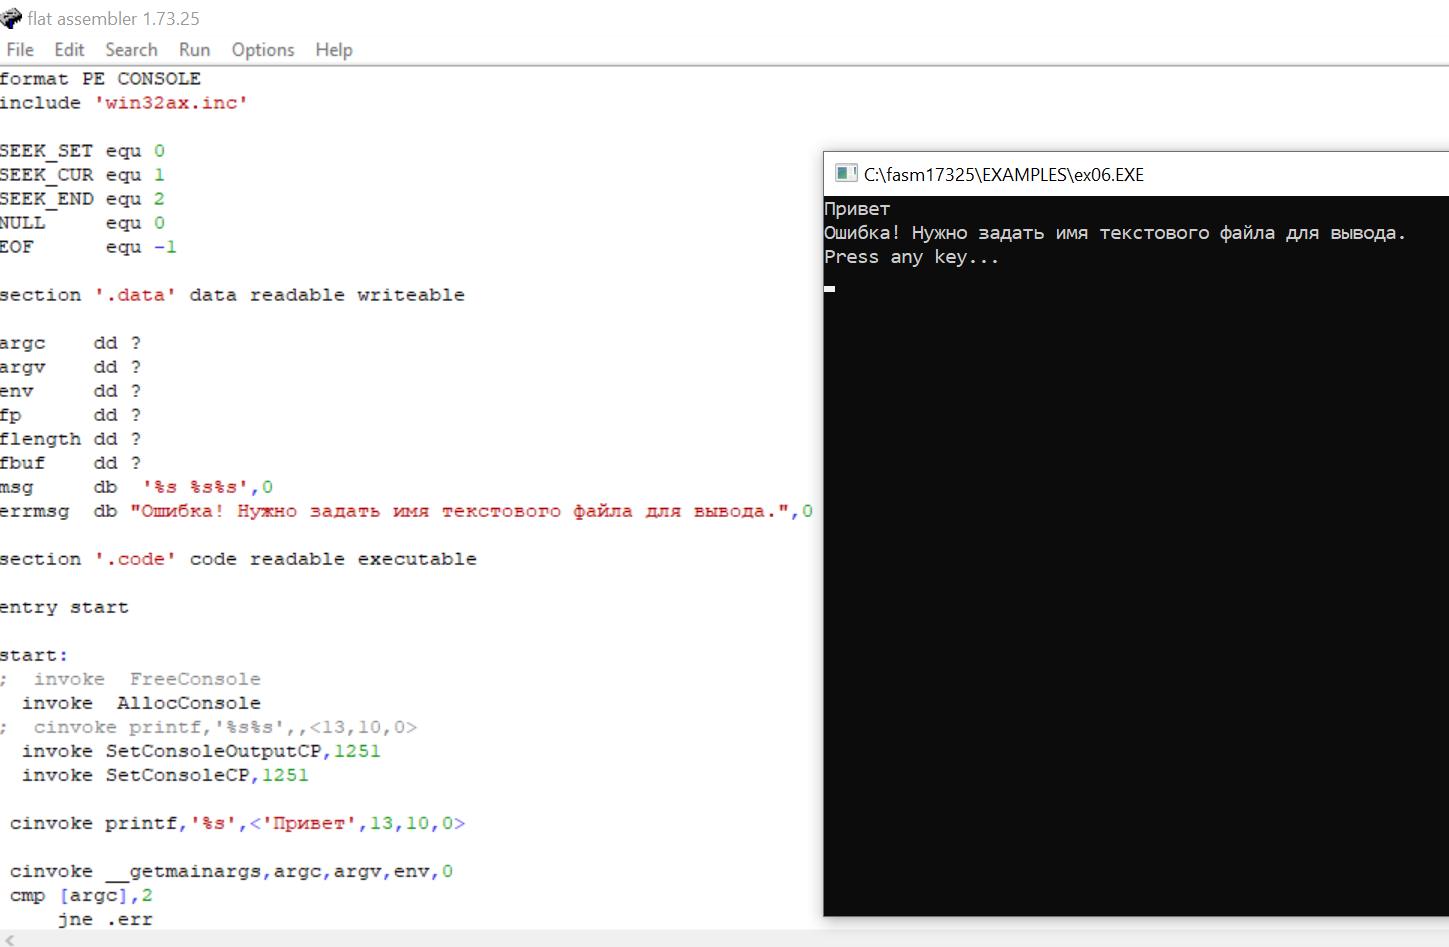 flat assembler 1.73.25
File Edit Search Run Options Help
format PE CONSOLE
include 'win32ax.inc'
SEEK_SET equ 0
SEEK_CUR equ 1
SEEK_END equ 2
NULL equ 0
EOF equ -1
section '.data' data readable writeable
argc dd ?
argv dd ?
env dd ?
fp dd ?
flength dd ?
fbuf dd ?
msg db '%s %s%s',0
errmsg db "Ошибка! Нужно задать имя текстового файла для вывода.",0
section '.code' code readable executable
entry start
start:
; invoke FreeConsole
invoke AllocConsole
; cinvoke printf,'%s%s',,<13,10,0>
invoke SetConsoleOutputCP,1251
invoke SetConsoleCP,1251
cinvoke printf,'%s',<'Привет',13,10,0>
cinvoke __getmainargs,argc,argv,env,0
cmp [argc],2
jne .err
C:\fasm17325\EXAMPLES\ex06.EXE
Привет
Ошибка! Нужно задать имя текстового файла для вывода.
Press any key...